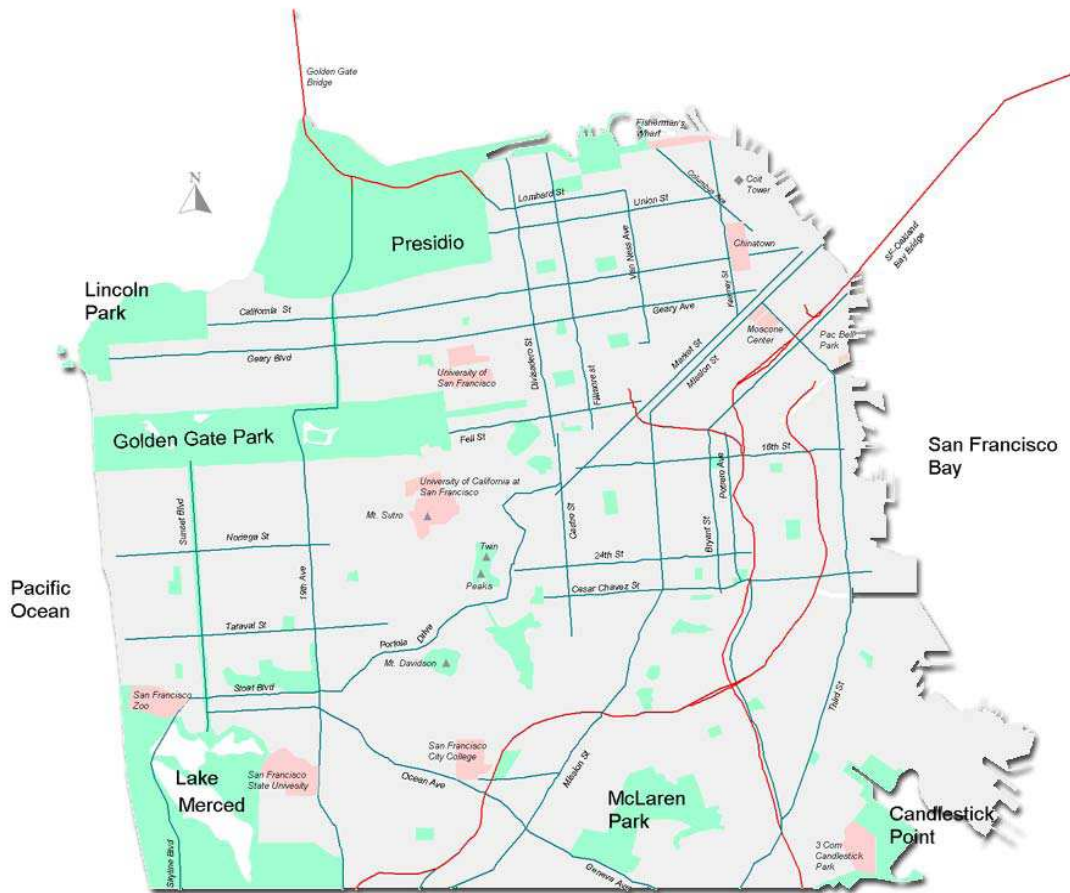 Golden Gate
Bridge
Fisherman's
Wharf
N
Coit
Tower
Columbus Ave
Lombard St
Union St
SF-Oakland
Bay Bridge
Presidio
Van Ness Ave
Chinatown
Lincoln
Park
California St
Kearney St
Geary Ave
Geary Blvd
Moscone
Center
Pac Bell
Park
Market St
Mission St
Divisadero St
Fillmore st
University of
San Francisco
Golden Gate Park
Fell St
16th St
San Francisco
Bay
University of California at
San Francisco
Potrero Ave
Sunset Blvd
Mt. Sutro
Castro St
Bryant St
Noriega St
Twin
Peaks
24th St
Pacific
Ocean
19th Ave
Cesar Chavez St
Taraval St
Portola Drive
Mt. Davidson
San Francisco
Zoo
Sloat Blvd
Third St
San Francisco
City College
Mission St
Lake
Merced
San Francisco
State Univesity
Ocean Ave
McLaren
Park
Candlestick
Point
3 Com
Candlestick
Park
Skyline Blvd
Geneva Ave